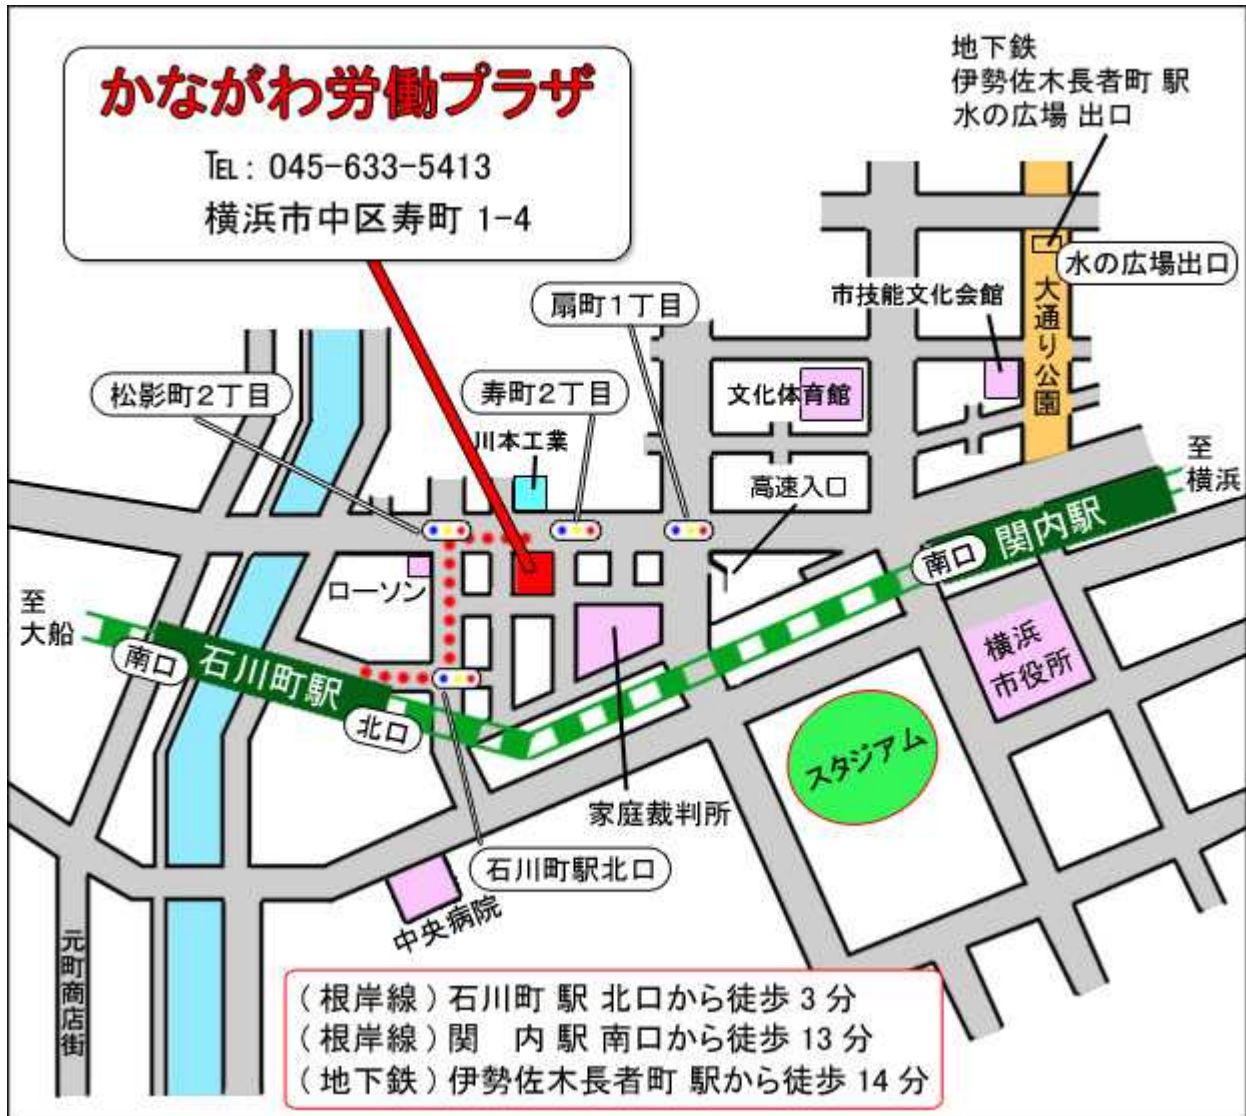 かながわ労働プラザ
℡: 045-633-5413
横浜市中区寿町 1-4
地下鉄
伊勢佐木長者町 駅
水の広場 出口
水の広場出口
市技能文化会館
大通り公園
扇町1丁目
松影町2丁目
寿町2丁目
文化体育館
川本工業
至
横浜
高速入口
関内駅
南口
ローソン
至
大船
南口
石川町駅
北口
横浜
市役所
スタジアム
家庭裁判所
石川町駅北口
中央病院
元町商店街
（根岸線）石川町 駅 北口から徒歩 3 分
（根岸線）関　内 駅 南口から徒歩 13 分
（地下鉄）伊勢佐木長者町 駅から徒歩 14 分